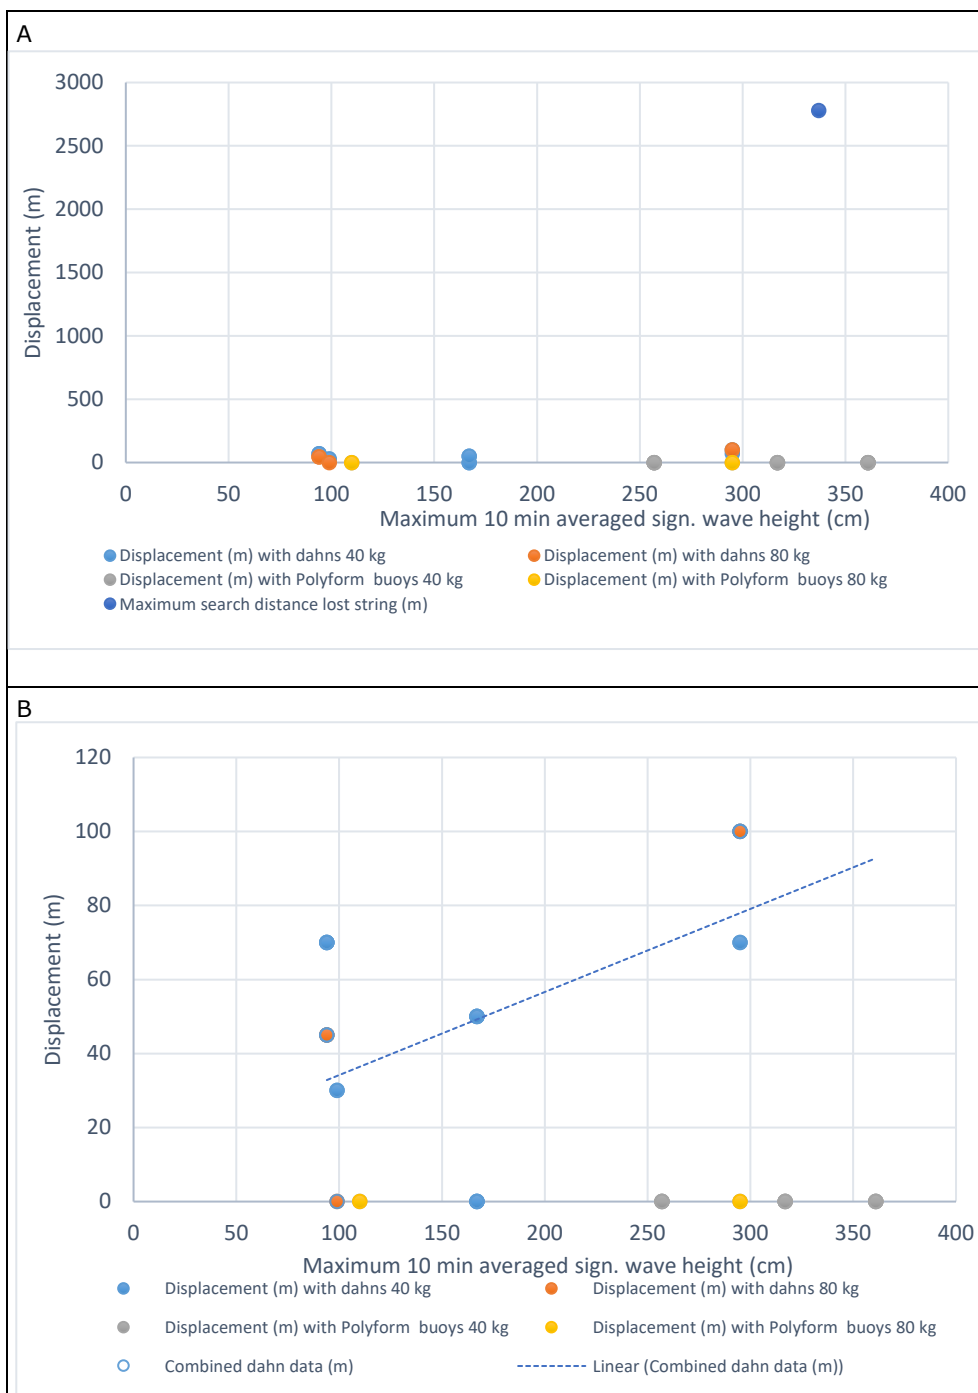 A
3000
2500
2000
1500
1000
500
0
Displacement (m)
0 50 100 150 200 250 300 350 400
Maximum 10 min averaged sign. wave height (cm)
Displacement (m) with dahns 40 kg Displacement (m) with dahns 80 kg
Displacement (m) with Polyform buoys 40 kg Displacement (m) with Polyform buoys 80 kg
Maximum search distance lost string (m)
B
120
100
80
60
40
20
0
Displacement (m)
0 50 100 150 200 250 300 350 400
Maximum 10 min averaged sign. wave height (cm)
Displacement (m) with dahns 40 kg Displacement (m) with dahns 80 kg
Displacement (m) with Polyform buoys 40 kg Displacement (m) with Polyform buoys 80 kg
Combined dahn data (m) Linear (Combined dahn data (m))